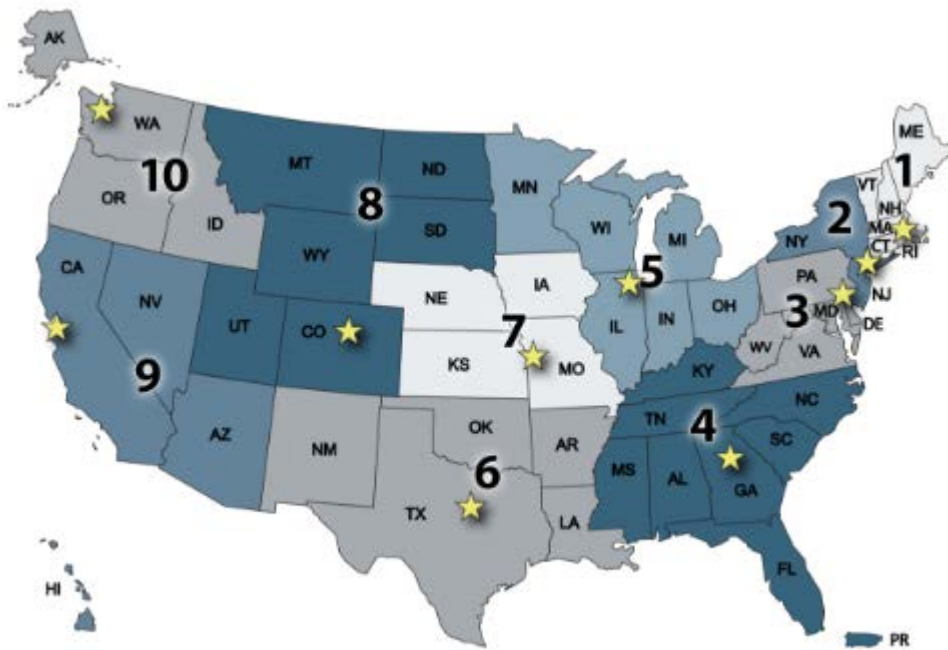 AK
WA
ME
MT
ND
10
1
VT
MN
OR
8
NH
ID
2
WI
SD
MA
MI
NY
CT
RI
WY
CA
5
PA
IA
NV
NE
OH
NJ
3
IL
IN
MD
DE
UT
CO
7
WV
VA
KS
MO
KY
9
NC
TN
OK
4
AZ
SC
NM
AR
6
MS
AL
GA
TX
LA
FL
HI
PR